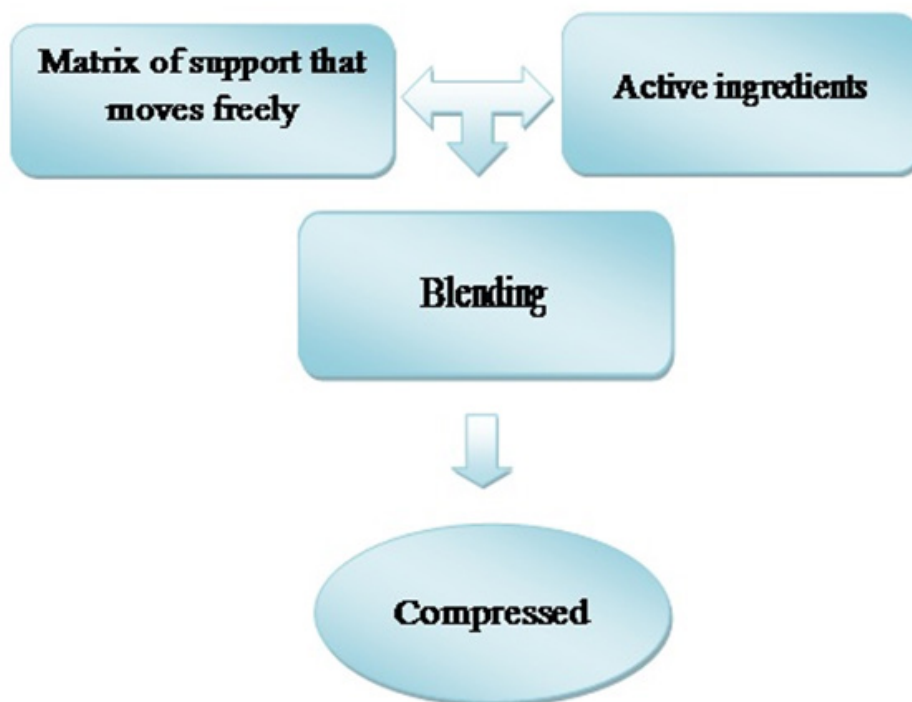 Matrix of support that
moves freely
Active ingredients
Blending
Compressed